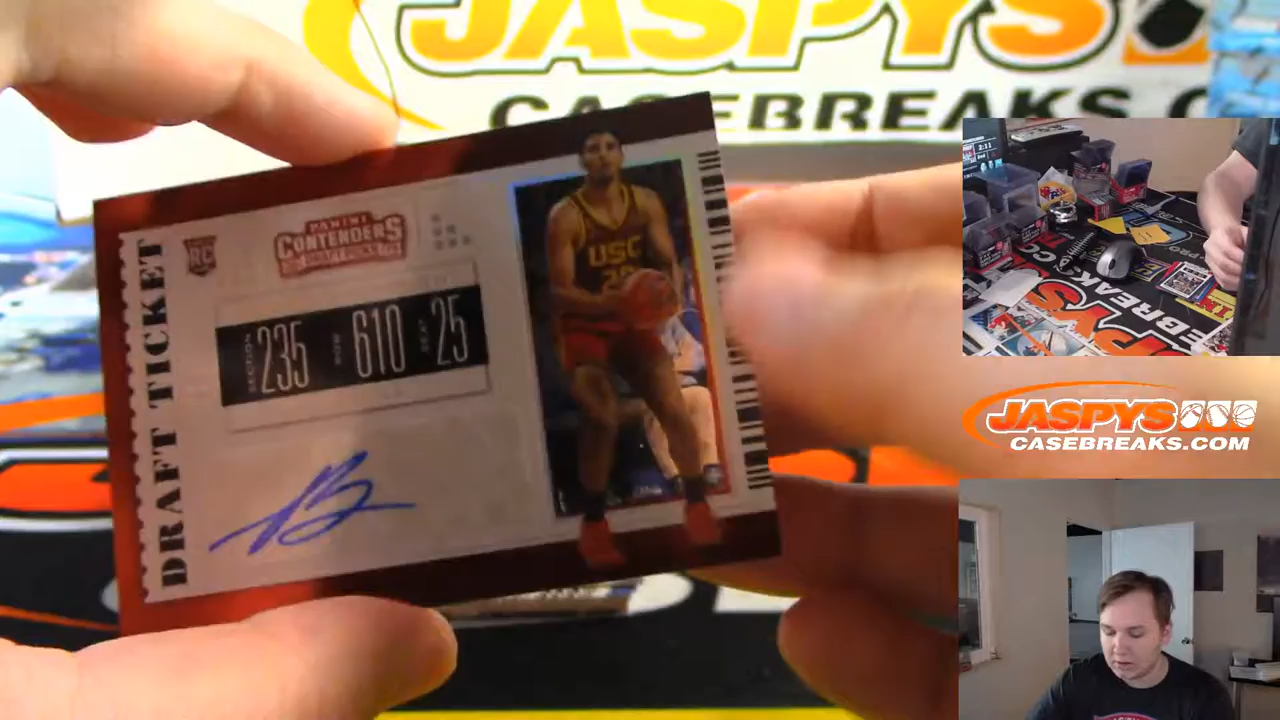 JASPYS
CASEBREAKS.C
RC
PANINI
CONTENDERS
DRAFT PICKS
DRAFT TICKET
SECTION 235 ROW 610 SEAT 25
USC
JASPYS
CASEBREAKS.COM